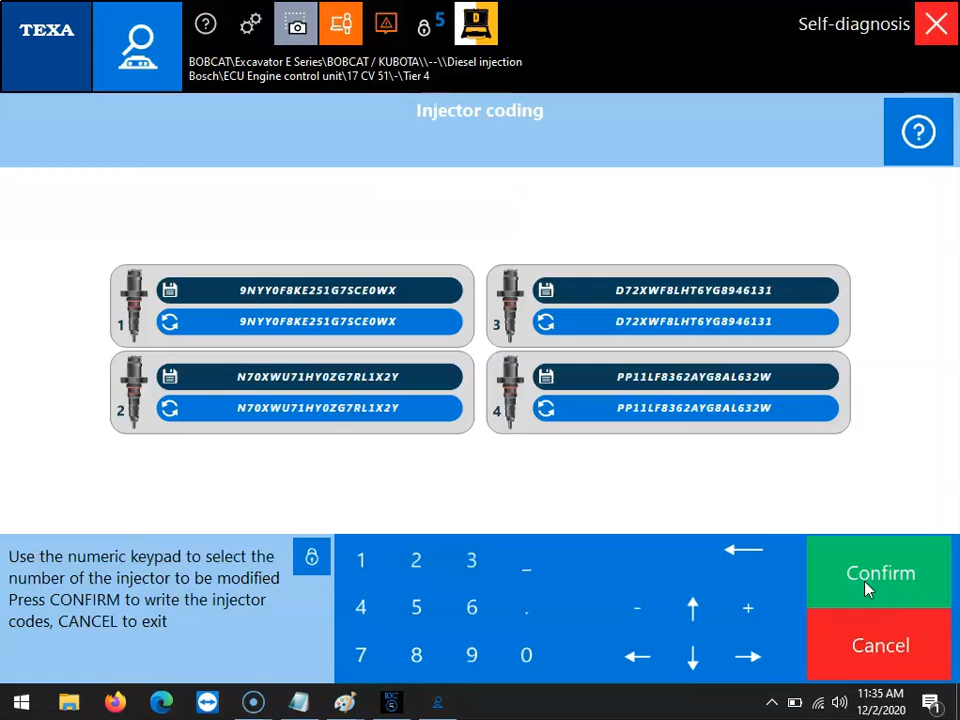 TEXA
5
Self-diagnosis
BOBCAT\Excavator E Series\BOBCAT / KUBOTA\\--\\Diesel injection
Bosch\ECU Engine control unit\17 CV 51\-\Tier 4
Injector coding
1
9NYY0F8KE251G7SCE0WX
9NYY0F8KE251G7SCE0WX
3
D72XWF8LHT6YG8946131
D72XWF8LHT6YG8946131
2
N70XWU71HY0ZG7RL1X2Y
N70XWU71HY0ZG7RL1X2Y
4
PP11LF8362AYG8AL632W
PP11LF8362AYG8AL632W
Use the numeric keypad to select the
number of the injector to be modified
Press CONFIRM to write the injector
codes, CANCEL to exit
1 2 3 _
4 5 6 . - +
7 8 9 0
Confirm
Cancel
11:35 AM
12/2/2020
1